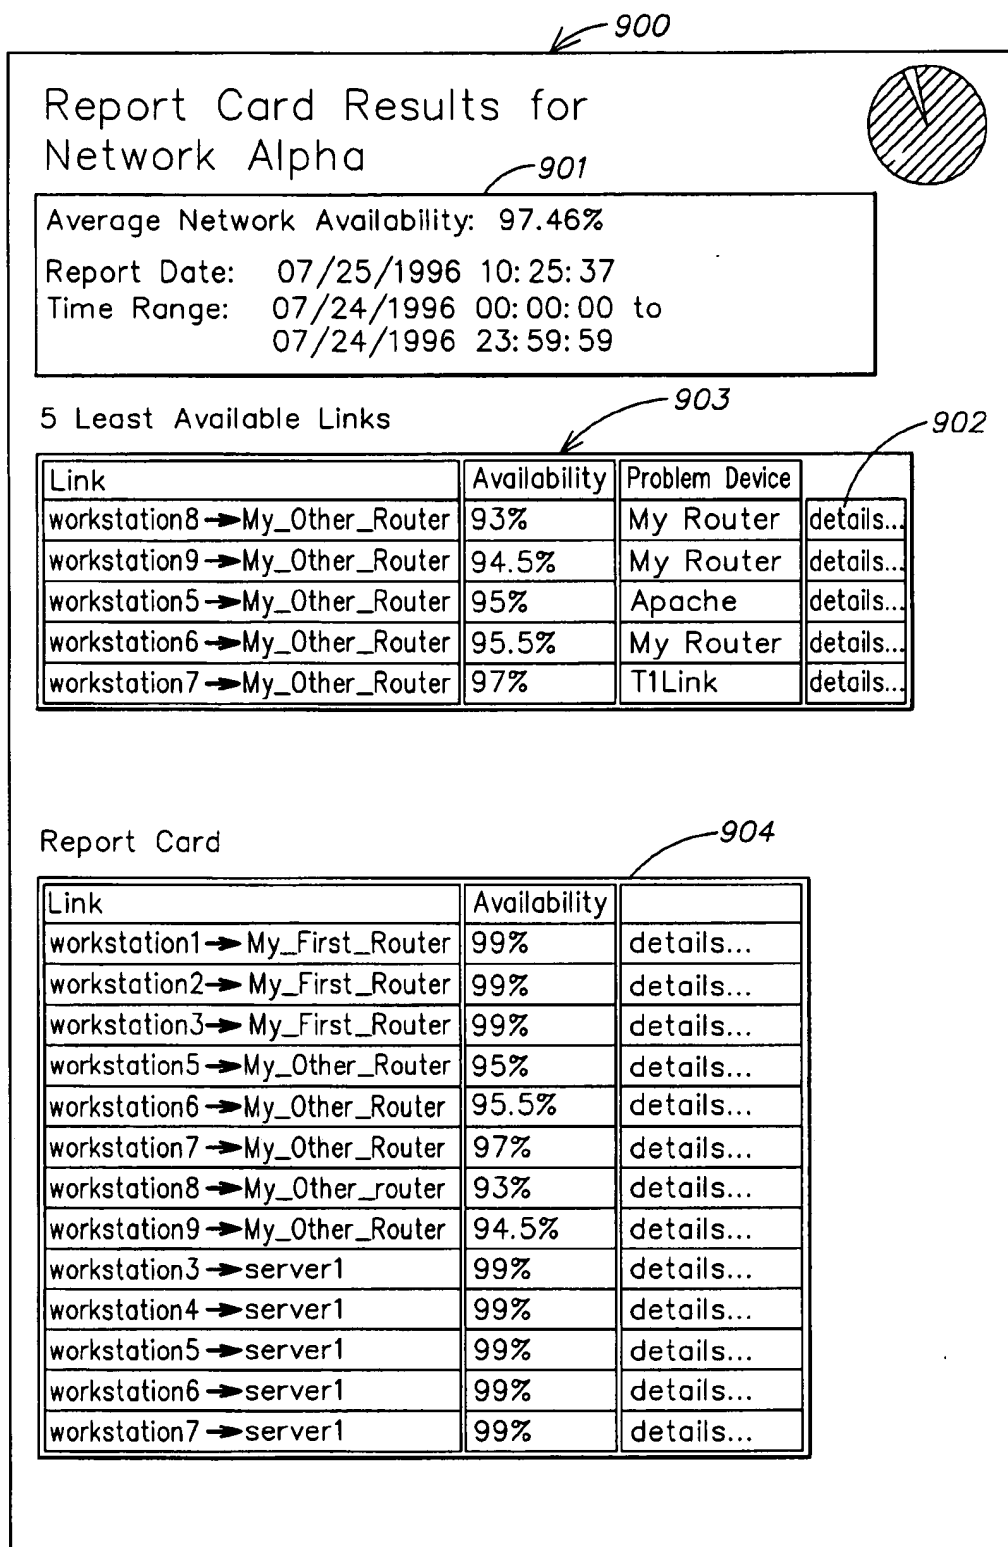 900
Report Card Results for
Network Alpha
901
Average Network Availability: 97.46%
Report Date: 07/25/1996 10:25:37
Time Range: 07/24/1996 00:00:00 to
07/24/1996 23:59:59
903
5 Least Available Links
902
Link Availability Problem Device
workstation8→My_Other_Router 93% My Router details...
workstation9→My_Other_Router 94.5% My Router details...
workstation5→My_Other_Router 95% Apache details...
workstation6→My_Other_Router 95.5% My Router details...
workstation7→My_Other_Router 97% T1Link details...
904
Report Card
Link Availability
workstation1→My_First_Router 99% details...
workstation2→My_First_Router 99% details...
workstation3→My_First_Router 99% details...
workstation5→My_Other_Router 95% details...
workstation6→My_Other_Router 95.5% details...
workstation7→My_Other_Router 97% details...
workstation8→My_Other_router 93% details...
workstation9→My_Other_Router 94.5% details...
workstation3→server1 99% details...
workstation4→server1 99% details...
workstation5→server1 99% details...
workstation6→server1 99% details...
workstation7→server1 99% details...